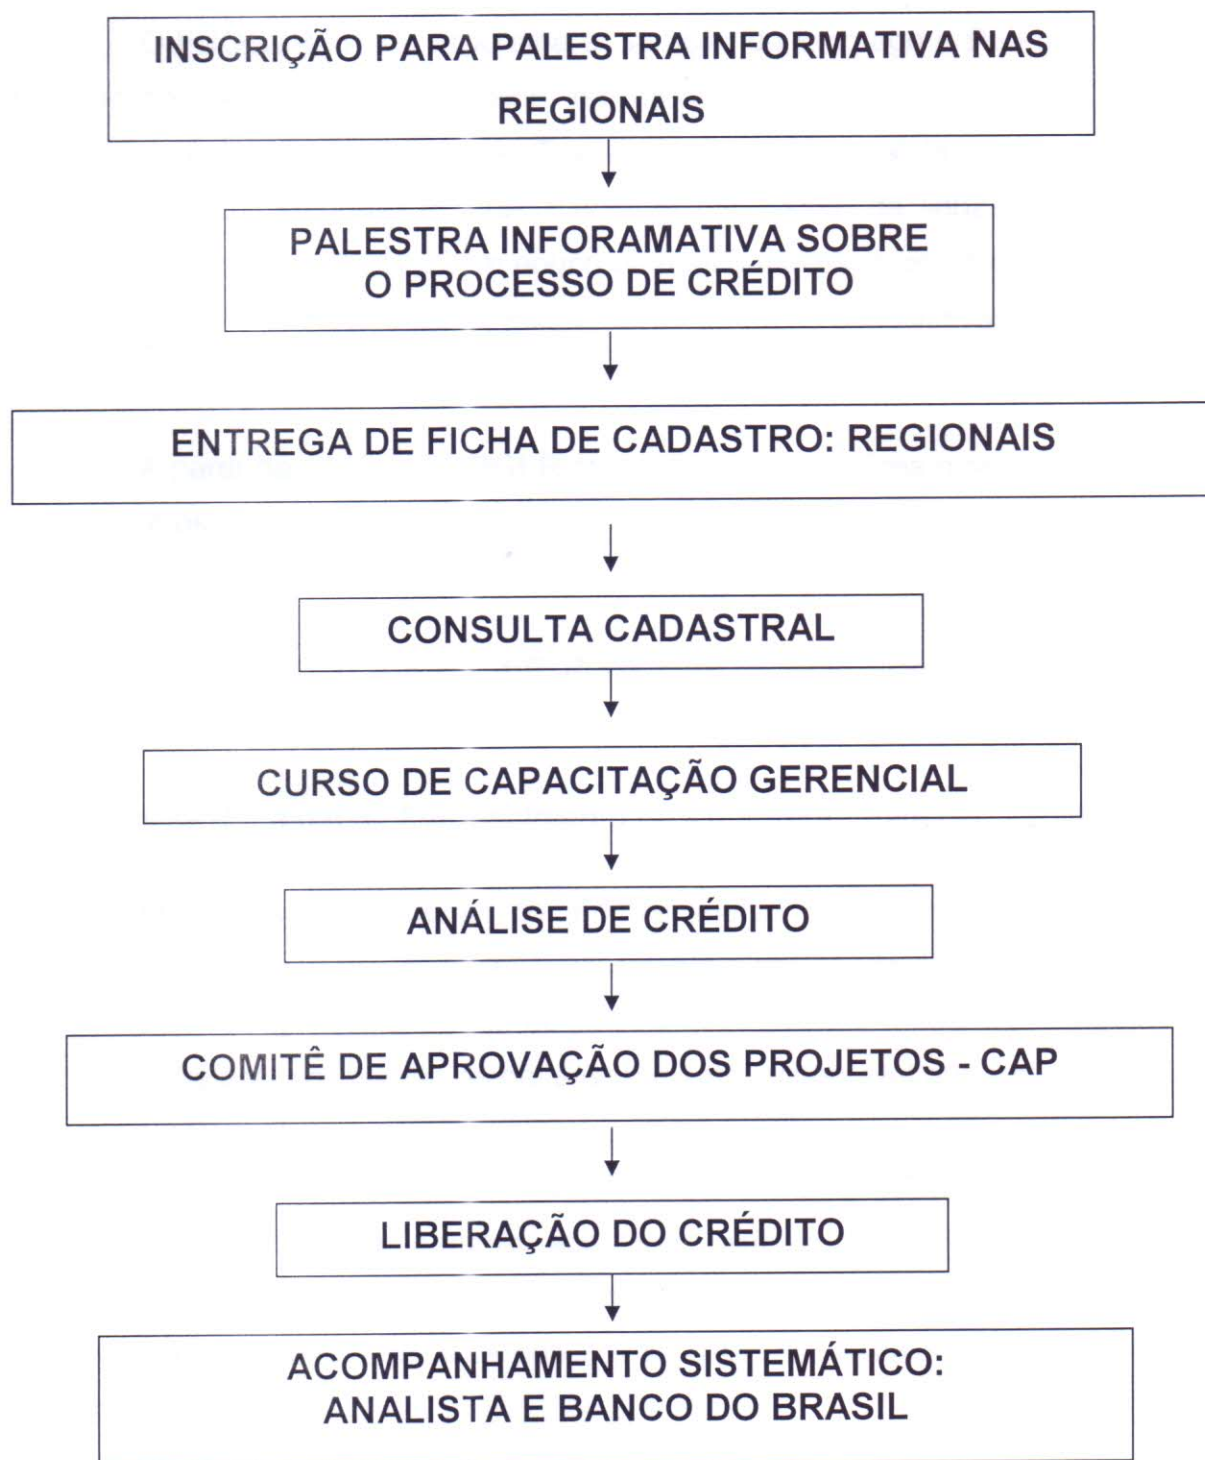 INSCRIÇÃO PARA PALESTRA INFORMATIVA NAS
REGIONAIS
PALESTRA INFORAMATIVA SOBRE
O PROCESSO DE CRÉDITO
ENTREGA DE FICHA DE CADASTRO: REGIONAIS
CONSULTA CADASTRAL
CURSO DE CAPACITAÇÃO GERENCIAL
ANÁLISE DE CRÉDITO
COMITÊ DE APROVAÇÃO DOS PROJETOS - CAP
LIBERAÇÃO DO CRÉDITO
ACOMPANHAMENTO SISTEMÁTICO:
ANALISTA E BANCO DO BRASIL